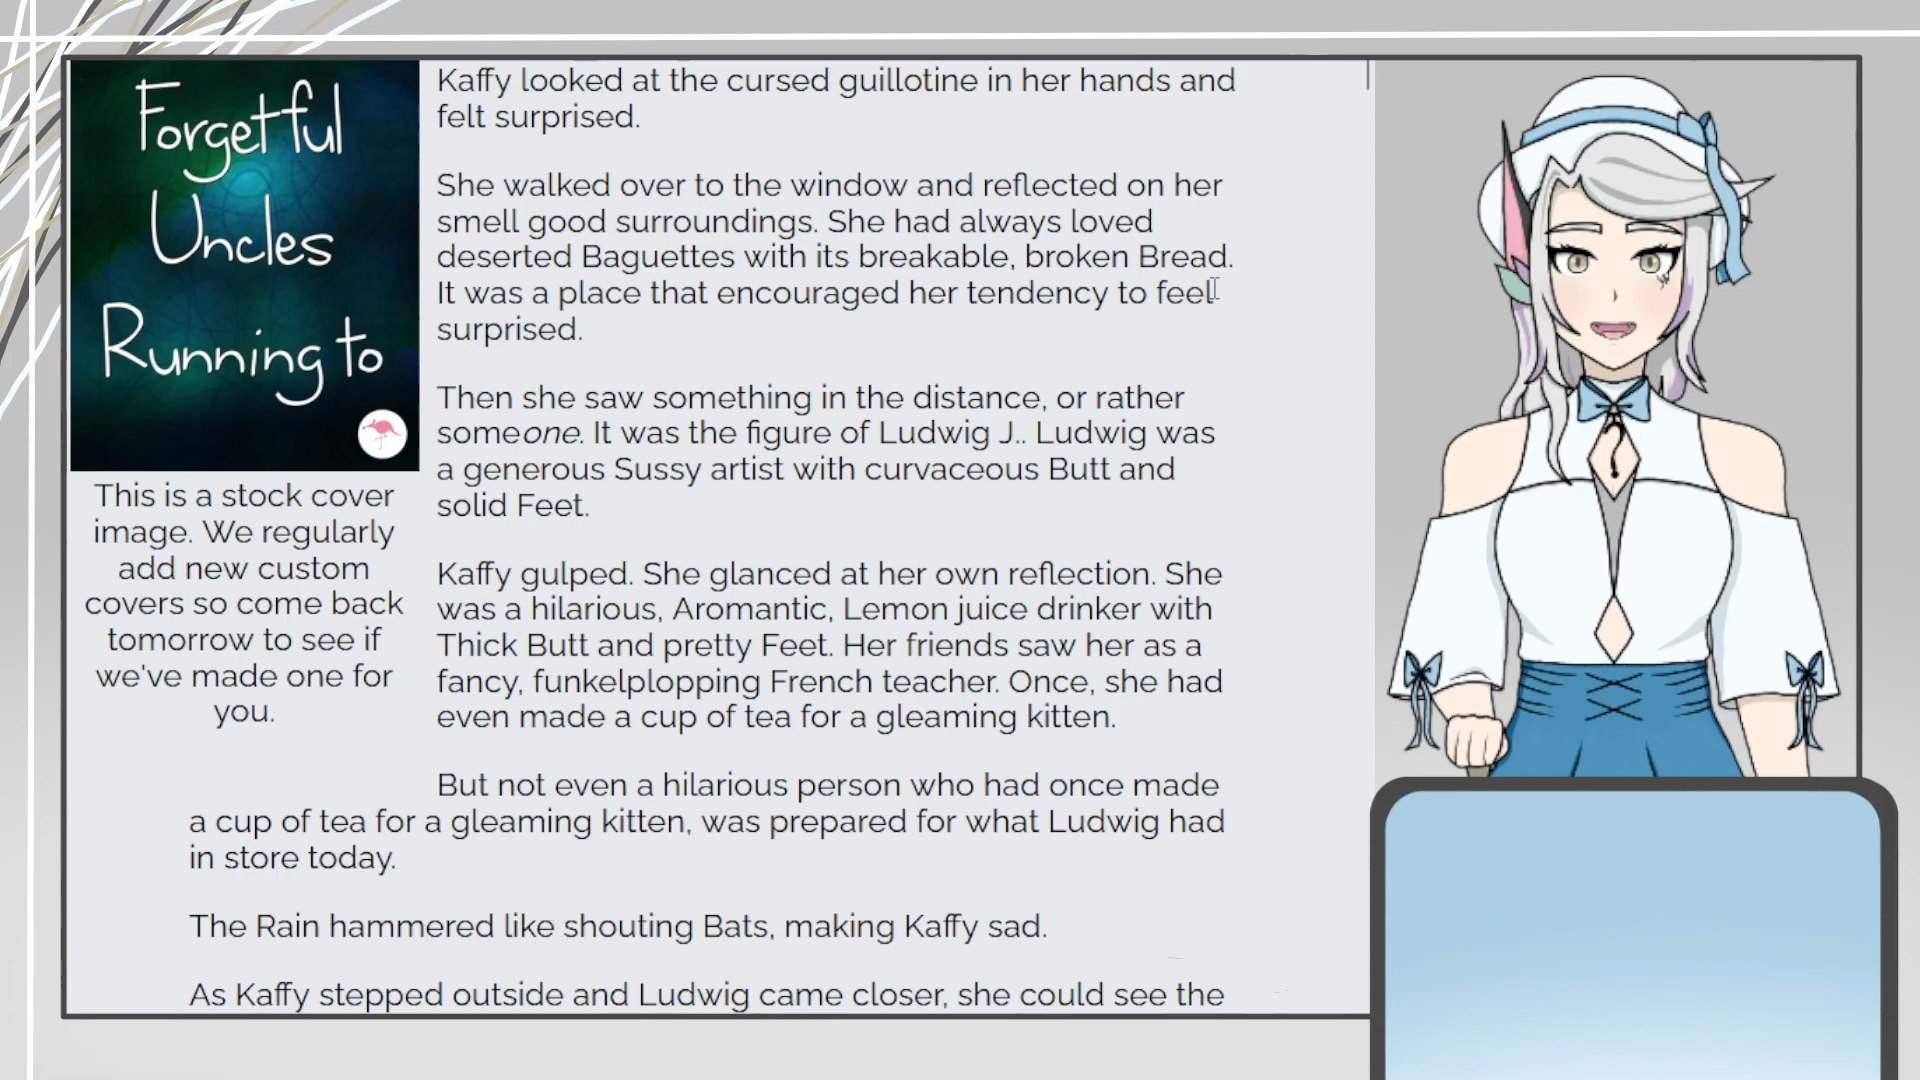 Forgetful
Uncles
Running to
This is a stock cover
image. We regularly
add new custom
covers so come back
tomorrow to see if
we've made one for
you.
Kaffy looked at the cursed guillotine in her hands and
felt surprised.
She walked over to the window and reflected on her
smell good surroundings. She had always loved
deserted Baguettes with its breakable, broken Bread.
It was a place that encouraged her tendency to feel
surprised.
Then she saw something in the distance, or rather
someone. It was the figure of Ludwig J.. Ludwig was
a generous Sussy artist with curvaceous Butt and
solid Feet.
Kaffy gulped. She glanced at her own reflection. She
was a hilarious, Aromantic, Lemon juice drinker with
Thick Butt and pretty Feet. Her friends saw her as a
fancy, funkelplopping French teacher. Once, she had
even made a cup of tea for a gleaming kitten.
But not even a hilarious person who had once made
a cup of tea for a gleaming kitten, was prepared for what Ludwig had
in store today.
The Rain hammered like shouting Bats, making Kaffy sad.
As Kaffy stepped outside and Ludwig came closer, she could see the